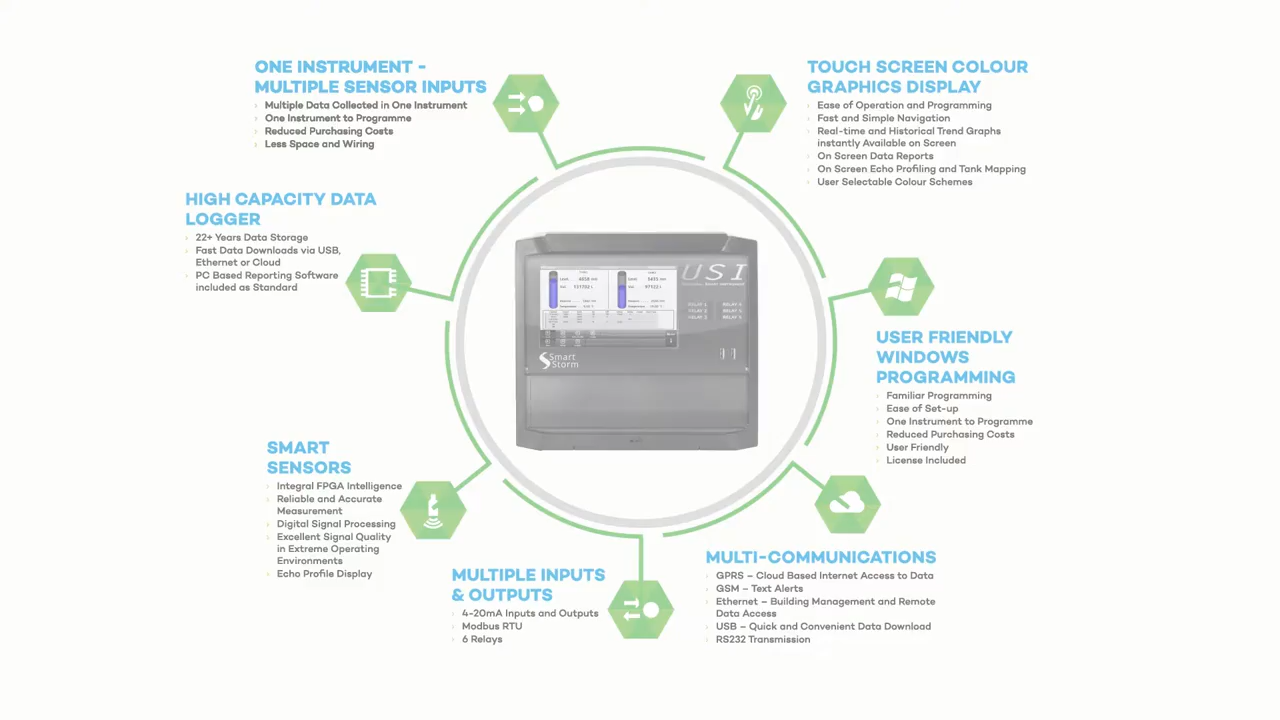 ONE INSTRUMENT -
MULTIPLE SENSOR INPUTS
Multiple Data Collected in One Instrument
One Instrument to Programme
Reduced Purchasing Costs
Less Space and Wiring
TOUCH SCREEN COLOUR
GRAPHICS DISPLAY
Ease of Operation and Programming
Fast and Simple Navigation
Real-time and Historical Trend Graphs
instantly Available on Screen
On Screen Data Reports
On Screen Echo Profiling and Tank Mapping
User Selectable Colour Schemes
HIGH CAPACITY DATA
LOGGER
22+ Years Data Storage
Fast Data Downloads via USB,
Ethernet or Cloud
PC Based Reporting Software
included as Standard
USI
RELAY 1 RELAY 4
RELAY 2 RELAY 5
RELAY 3 RELAY 6
Smart
Storm
USER FRIENDLY
WINDOWS
PROGRAMMING
Familiar Programming
Ease of Set-up
One Instrument to Programme
Reduced Purchasing Costs
User Friendly
License Included
SMART
SENSORS
Integral FPGA Intelligence
Reliable and Accurate
Measurement
Digital Signal Processing
Excellent Signal Quality
in Extreme Operating
Environments
Echo Profile Display
MULTIPLE INPUTS
& OUTPUTS
4-20mA Inputs and Outputs
Modbus RTU
6 Relays
MULTI-COMMUNICATIONS
GPRS – Cloud Based Internet Access to Data
GSM – Text Alerts
Ethernet – Building Management and Remote
Data Access
USB – Quick and Convenient Data Download
RS232 Transmission